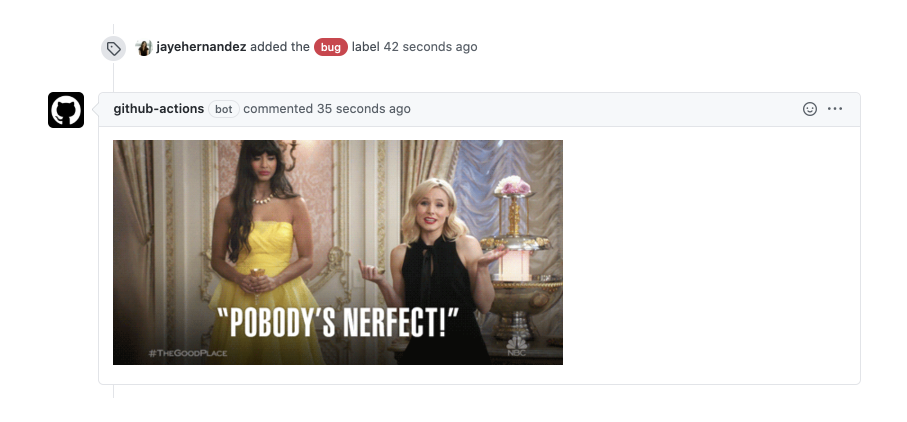 jayehernandez added the bug label 42 seconds ago
github-actions bot commented 35 seconds ago
“POBODY’S NERFECT!”
#THEGOODPLACE
NBC